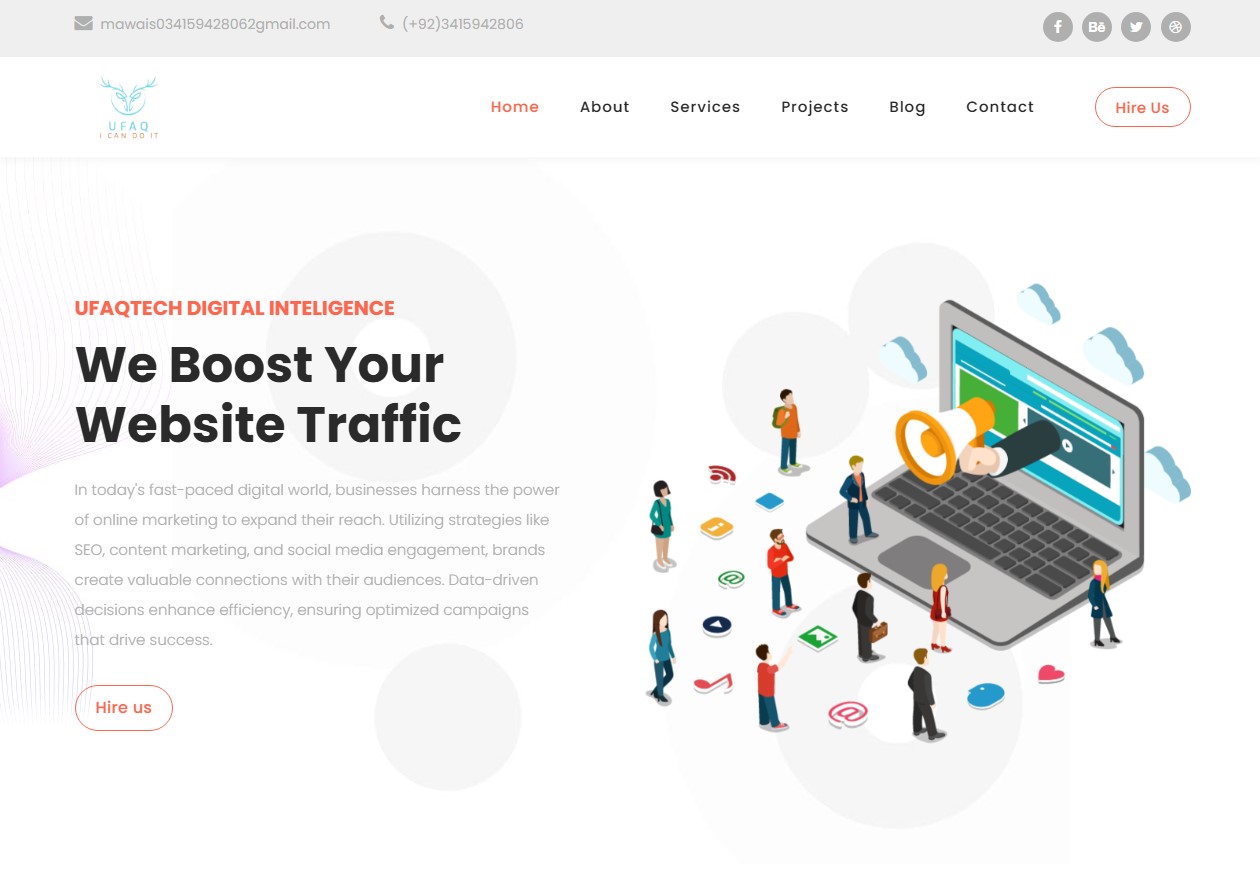 mawais034159428062gmail.com
(+92)3415942806
Bē
UFAQ
I CAN DO IT
Home
About
Services
Projects
Blog
Contact
Hire Us
UFAQTECH DIGITAL INTELIGENCE
We Boost Your
Website Traffic
In today's fast-paced digital world, businesses harness the power
of online marketing to expand their reach. Utilizing strategies like
SEO, content marketing, and social media engagement, brands
create valuable connections with their audiences. Data-driven
decisions enhance efficiency, ensuring optimized campaigns
that drive success.
Hire us